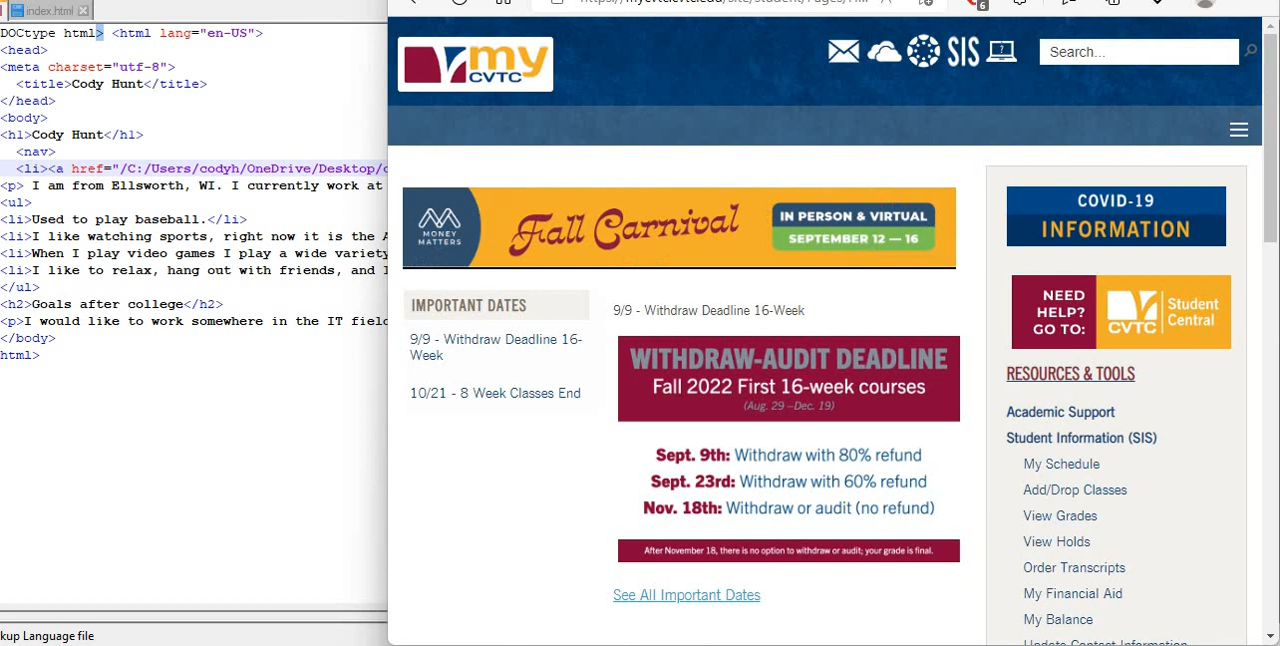 index.html
DOCtype html> <html lang="en-US">
<head>
<meta charset="utf-8">
<title>Cody Hunt</title>
</head>
<body>
<h1>Cody Hunt</h1>
<nav>
<li><a href="/C:/Users/codyh/OneDrive/Desktop/
<p> I am from Ellsworth, WI. I currently work at
<ul>
<li>Used to play baseball.</li>
<li>I like watching sports, right now it is the
<li>When I play video games I play a wide variety
<li>I like to relax, hang out with friends, and
</ul>
<h2>Goals after college</h2>
<p>I would like to work somewhere in the IT fiel
</body>
html>
kup Language file
my
CVTC
SIS
?
Search...
MONEY
MATTERS
Fall Carnival
IN PERSON & VIRTUAL
SEPTEMBER 12 — 16
IMPORTANT DATES
9/9 - Withdraw Deadline 16-
Week
10/21 - 8 Week Classes End
9/9 - Withdraw Deadline 16-Week
WITHDRAW-AUDIT DEADLINE
Fall 2022 First 16-week courses
(Aug. 29 –Dec. 19)
Sept. 9th: Withdraw with 80% refund
Sept. 23rd: Withdraw with 60% refund
Nov. 18th: Withdraw or audit (no refund)
After November 18, there is no option to withdraw or audit; your grade is final.
See All Important Dates
COVID-19
INFORMATION
NEED
HELP?
GO TO:
CVTC
Student
Central
RESOURCES & TOOLS
Academic Support
Student Information (SIS)
My Schedule
Add/Drop Classes
View Grades
View Holds
Order Transcripts
My Financial Aid
My Balance
Update Contact Information
6